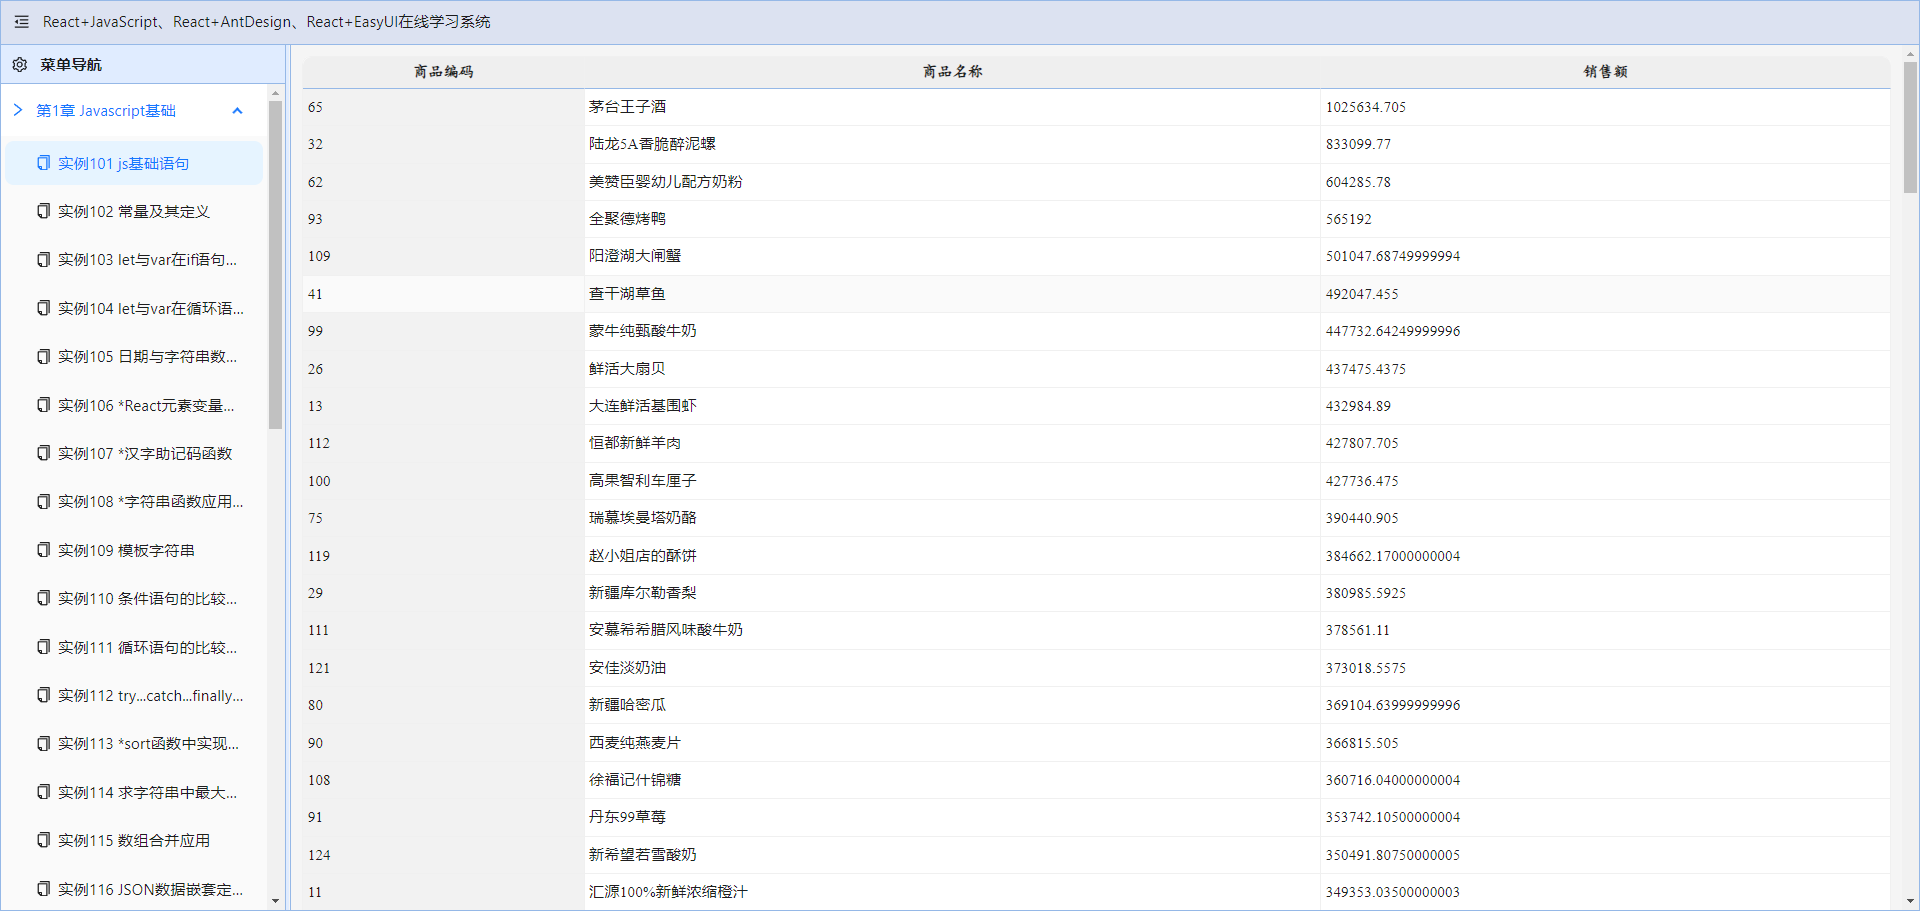 React+JavaScript、React+AntDesign、React+EasyUI在线学习系统
菜单导航
第1章 Javascript基础
实例101 js基础语句
实例102 常量及其定义
实例103 let与var在if语句...
实例104 let与var在循环语...
实例105 日期与字符串数...
实例106 *React元素变量...
实例107 *汉字助记码函数
实例108 *字符串函数应用...
实例109 模板字符串
实例110 条件语句的比较...
实例111 循环语句的比较...
实例112 try...catch...finally...
实例113 *sort函数中实现...
实例114 求字符串中最大...
实例115 数组合并应用
实例116 JSON数据嵌套定...
商品编码 商品名称 销售额
65 茅台王子酒 1025634.705
32 陆龙5A香脆醉泥螺 833099.77
62 美赞臣婴幼儿配方奶粉 604285.78
93 全聚德烤鸭 565192
109 阳澄湖大闸蟹 501047.68749999994
41 查干湖草鱼 492047.455
99 蒙牛纯甄酸牛奶 447732.64249999996
26 鲜活大扇贝 437475.4375
13 大连鲜活基围虾 432984.89
112 恒都新鲜羊肉 427807.705
100 高果智利车厘子 427736.475
75 瑞慕埃曼塔奶酪 390440.905
119 赵小姐店的酥饼 384662.17000000004
29 新疆库尔勒香梨 380985.5925
111 安慕希希腊风味酸牛奶 378561.11
121 安佳淡奶油 373018.5575
80 新疆哈密瓜 369104.63999999996
90 西麦纯燕麦片 366815.505
108 徐福记什锦糖 360716.04000000004
91 丹东99草莓 353742.10500000004
124 新希望若雪酸奶 350491.80750000005
11 汇源100%新鲜浓缩橙汁 349353.03500000003